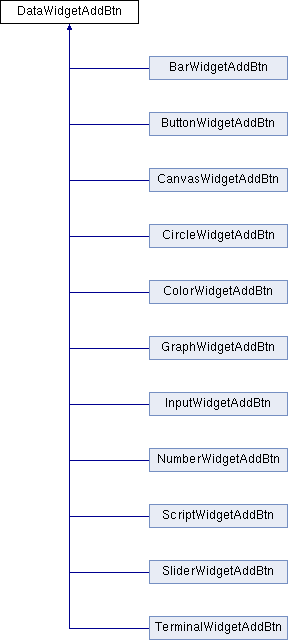 DataWidgetAddBtn
BarWidgetAddBtn
ButtonWidgetAddBtn
CanvasWidgetAddBtn
CircleWidgetAddBtn
ColorWidgetAddBtn
GraphWidgetAddBtn
InputWidgetAddBtn
NumberWidgetAddBtn
ScriptWidgetAddBtn
SliderWidgetAddBtn
TerminalWidgetAddBtn